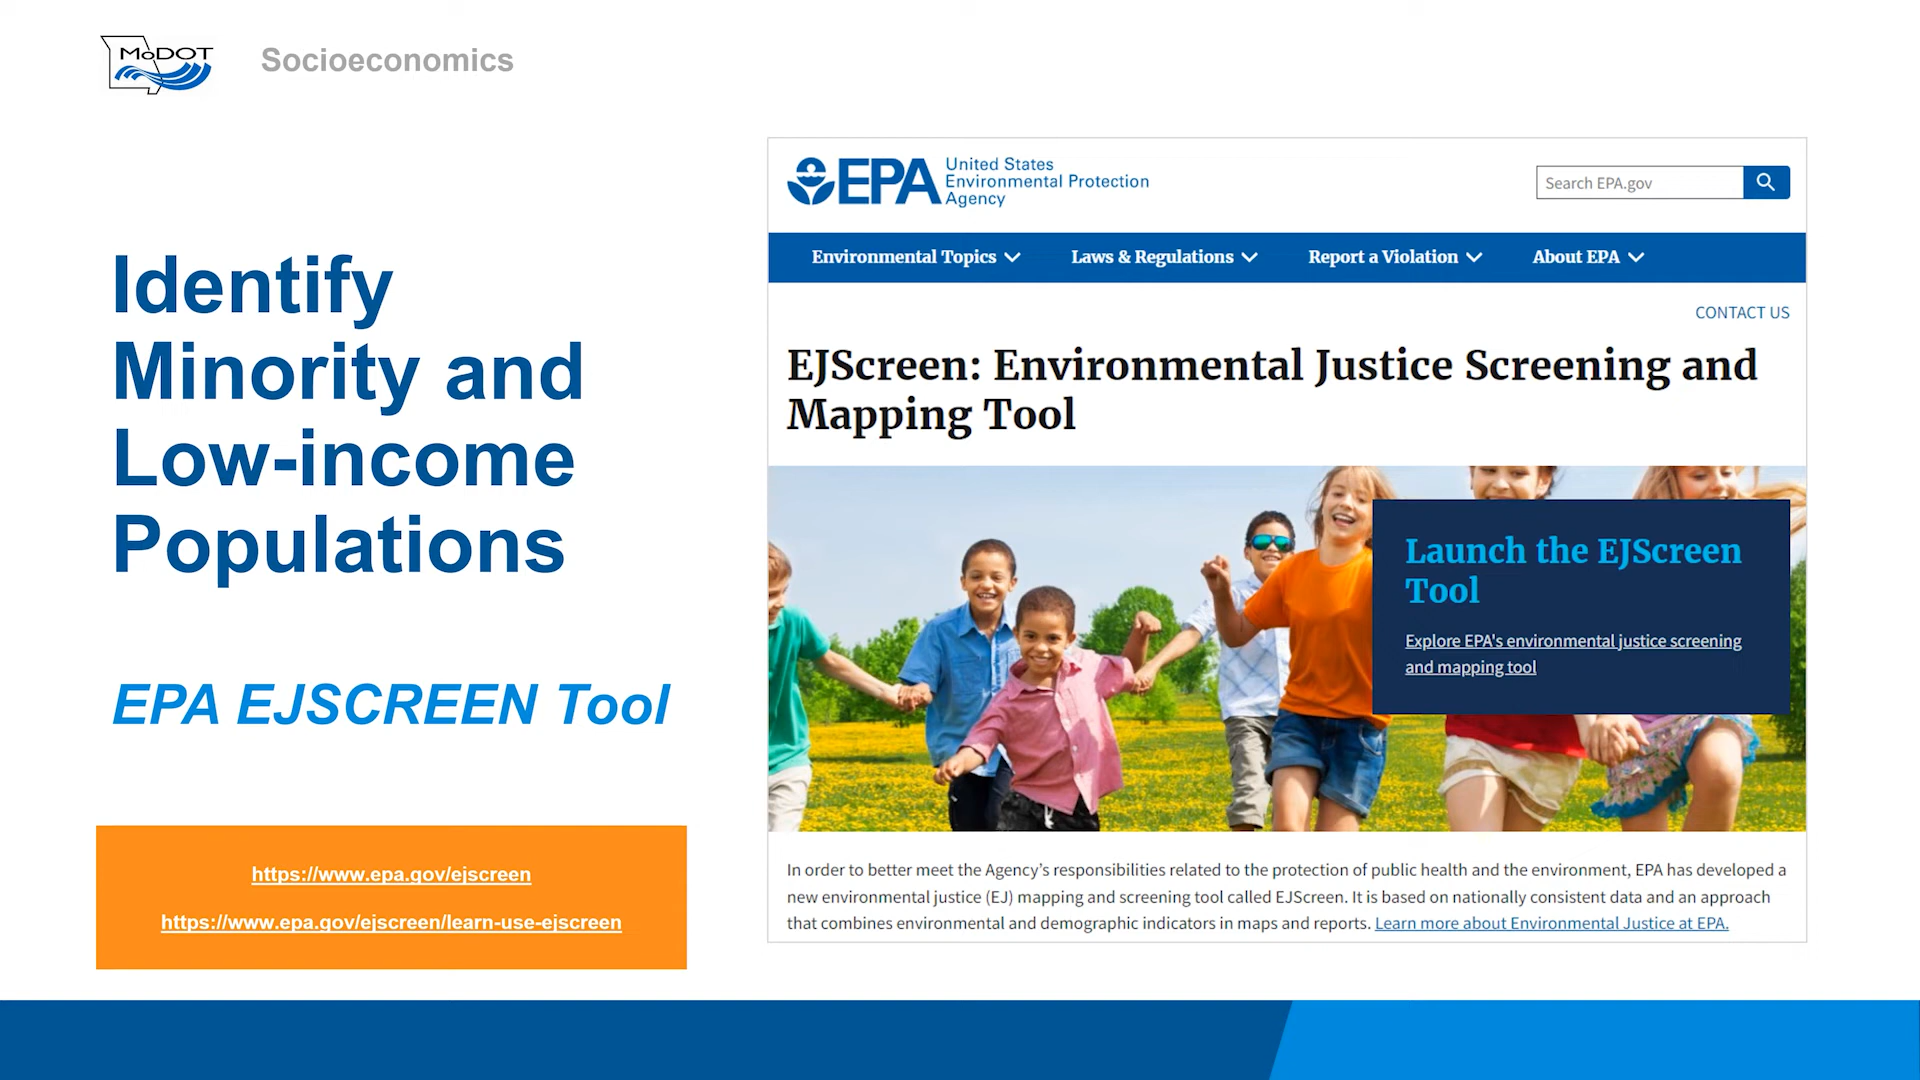 MoDOT
Socioeconomics
Identify
Minority and
Low-income
Populations
EPA EJSCREEN Tool
https://www.epa.gov/ejscreen
https://www.epa.gov/ejscreen/learn-use-ejscreen
EPA
United States
Environmental Protection
Agency
Search EPA.gov
Environmental Topics
Laws & Regulations
Report a Violation
About EPA
CONTACT US
EJScreen: Environmental Justice Screening and
Mapping Tool
Launch the EJScreen
Tool
Explore EPA's environmental justice screening
and mapping tool
In order to better meet the Agency’s responsibilities related to the protection of public health and the environment, EPA has developed a
new environmental justice (EJ) mapping and screening tool called EJScreen. It is based on nationally consistent data and an approach
that combines environmental and demographic indicators in maps and reports. Learn more about Environmental Justice at EPA.